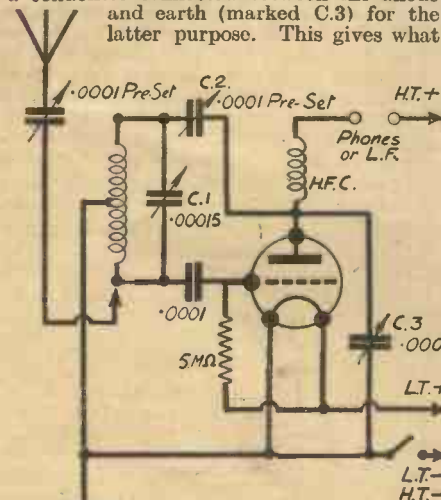 and earth (marked C.3) for the
latter purpose. This gives what
.0001 Pre Set
C.2.
.0001 Pre-Set
H.T.+
Phones
or L.F.
H.F.C.
C.1
.00015
.0001
C.3
.000
5MΩ
L.T.+
L.T.–
H.T.–